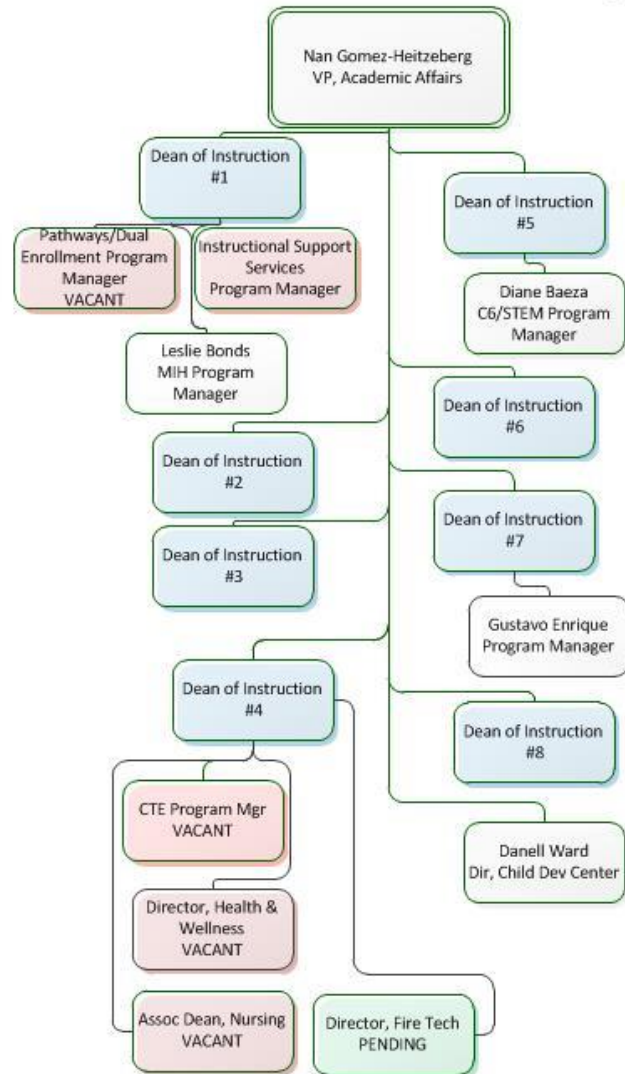 Nan Gomez-Heitzeberg
VP, Academic Affairs
Dean of Instruction
#1
Pathways/Dual
Enrollment Program
Manager
VACANT
Instructional Support
Services
Program Manager
Leslie Bonds
MIH Program
Manager
Dean of Instruction
#2
Dean of Instruction
#3
Dean of Instruction
#4
CTE Program Mgr
VACANT
Director, Health &
Wellness
VACANT
Assoc Dean, Nursing
VACANT
Director, Fire Tech
PENDING
Dean of Instruction
#5
Diane Baeza
C6/STEM Program
Manager
Dean of Instruction
#6
Dean of Instruction
#7
Gustavo Enrique
Program Manager
Dean of Instruction
#8
Danell Ward
Dir, Child Dev Center